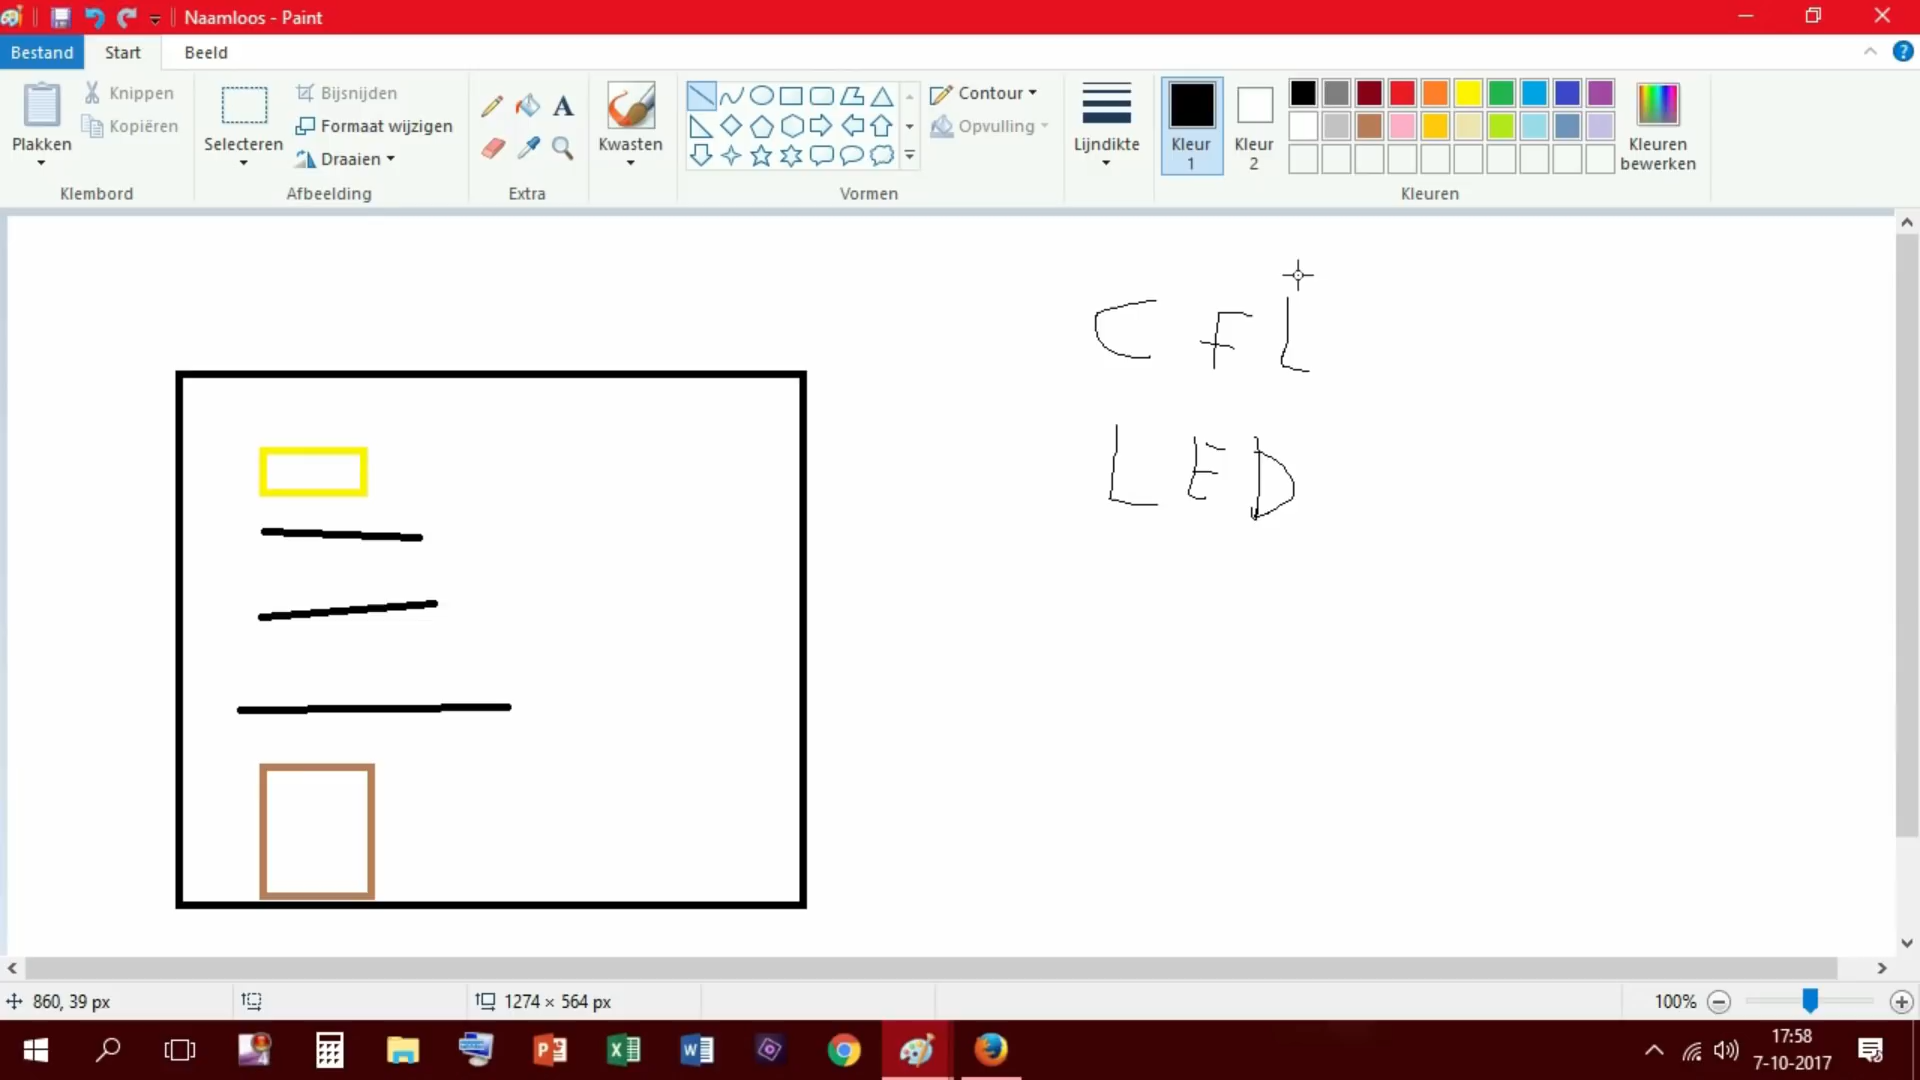 Naamloos - Paint
Bestand Start Beeld
Plakken
Knippen
Kopiëren
Klembord
Selecteren
Bijsnijden
Formaat wijzigen
Draaien
Afbeelding
A
Extra
Kwasten
Vormen
Contour
Opvulling
Lijndikte
Kleur 1
Kleur 2
Kleuren bewerken
Kleuren
CFL
LED
860, 39 px
1274 × 564 px
100%
17:58
7-10-2017